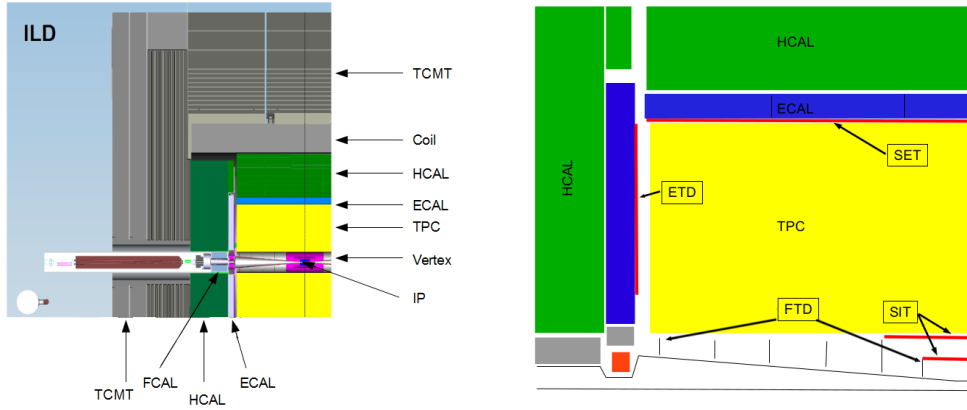 ILD
TCMT
Coil
HCAL
ECAL
TPC
Vertex
IP
FCAL
ECAL
TCMT
HCAL
HCAL
ECAL
SET
HCAL
ETD
TPC
FTD
SIT